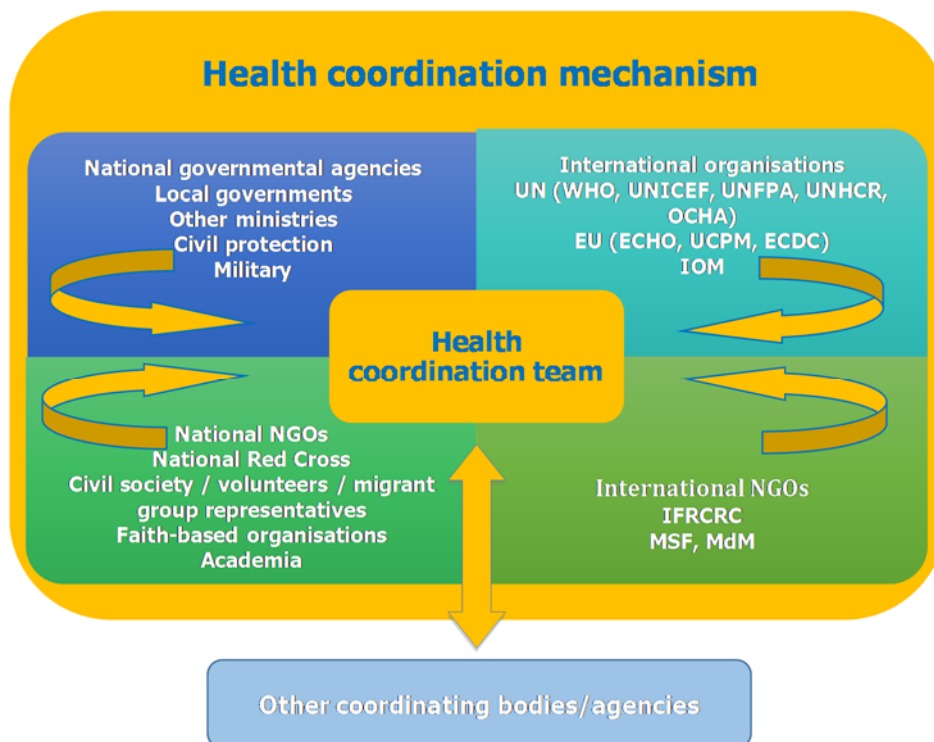 Health coordination mechanism
National governmental agencies
Local governments
Other ministries
Civil protection
Military
International organisations
UN (WHO, UNICEF, UNFPA, UNHCR,
OCHA)
EU (ECHO, UCPM, ECDC)
IOM
Health
coordination team
National NGOs
National Red Cross
Civil society / volunteers / migrant
group representatives
Faith-based organisations
Academia
International NGOs
IFRCRC
MSF, MdM
Other coordinating bodies/agencies